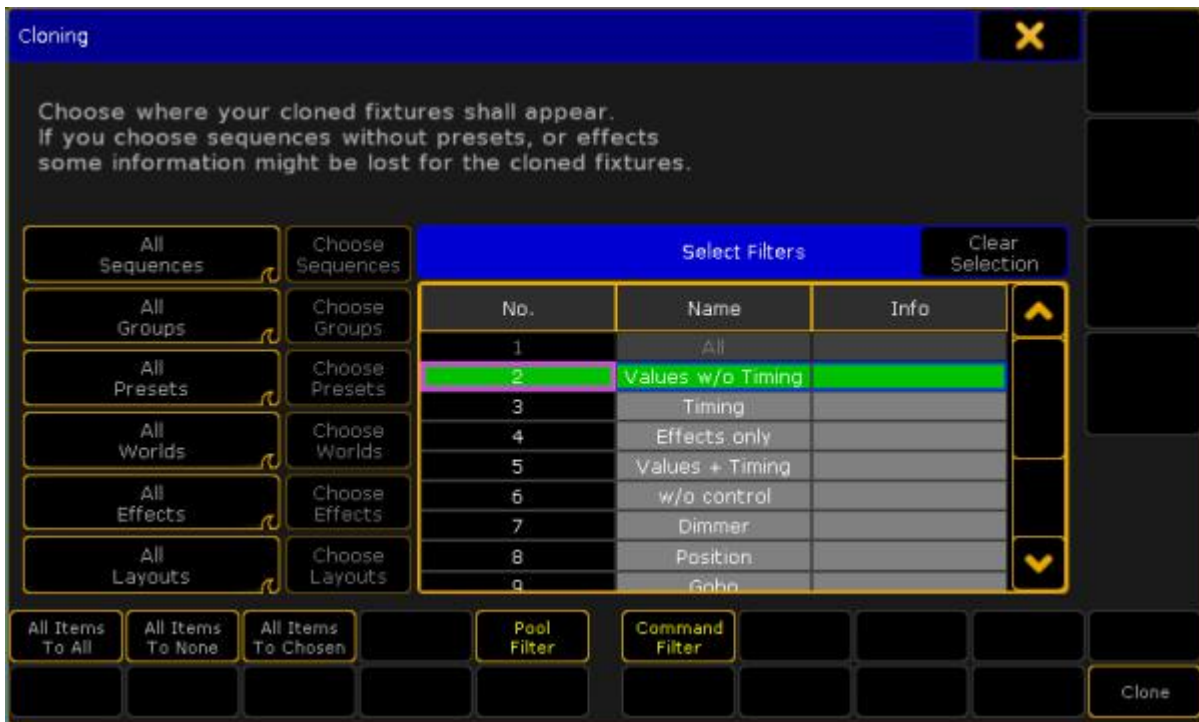 Cloning
Choose where your cloned fixtures shall appear.
If you choose sequences without presets, or effects
some information might be lost for the cloned fixtures.
All
Sequences
Choose
Sequences
Select Filters
Clear
Selection
All
Groups
Choose
Groups
All
Presets
Choose
Presets
All
Worlds
Choose
Worlds
All
Effects
Choose
Effects
All
Layouts
Choose
Layouts
No. Name Info
1 All
2 Values w/o Timing
3 Timing
4 Effects only
5 Values + Timing
6 w/o control
7 Dimmer
8 Position
9 Gobo
All Items
To All
All Items
To None
All Items
To Chosen
Pool
Filter
Command
Filter
Clone